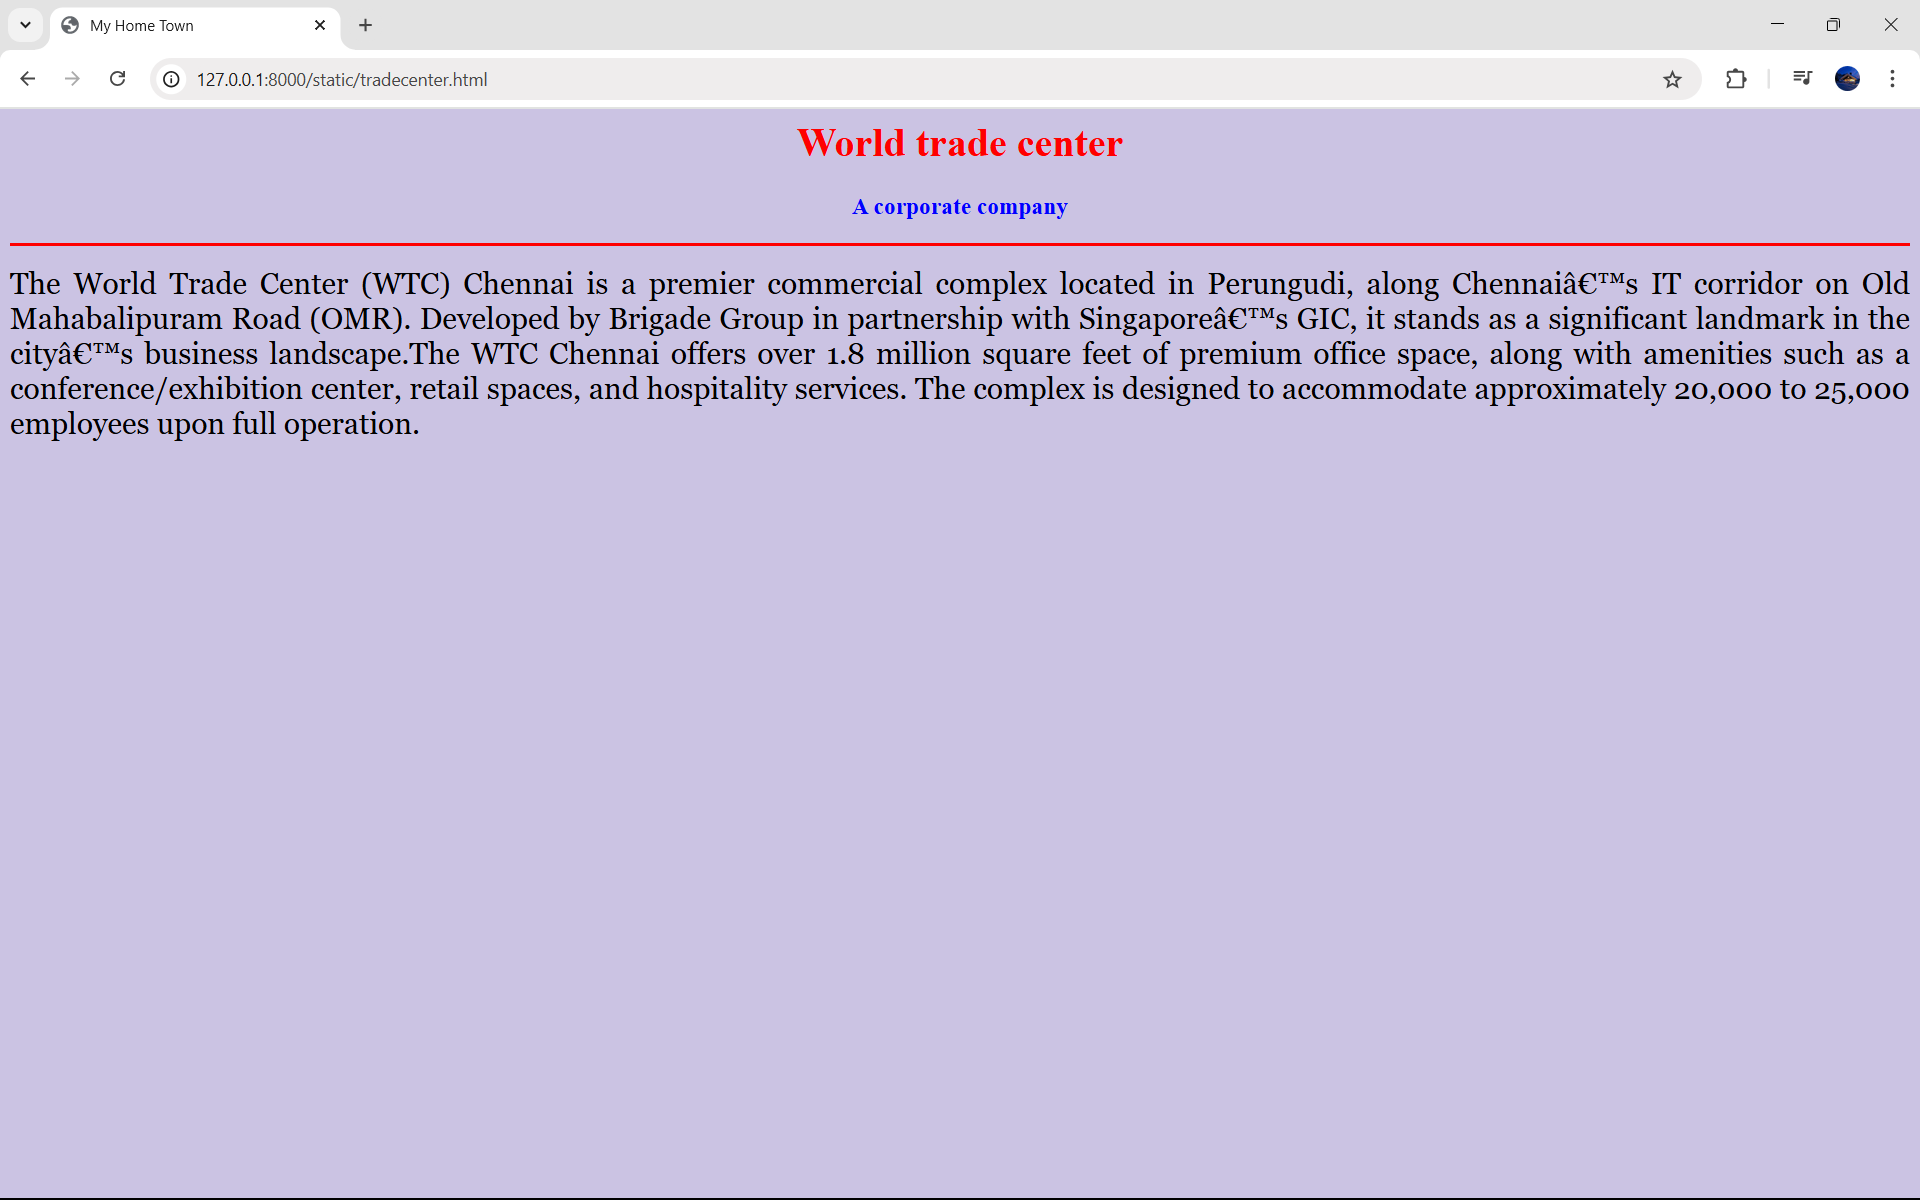 My Home Town
127.0.0.1:8000/static/tradecenter.html
World trade center
A corporate company
The World Trade Center (WTC) Chennai is a premier commercial complex located in Perungudi, along Chennaiâ€™s IT corridor on Old
Mahabalipuram Road (OMR). Developed by Brigade Group in partnership with Singaporeâ€™s GIC, it stands as a significant landmark in the
cityâ€™s business landscape.The WTC Chennai offers over 1.8 million square feet of premium office space, along with amenities such as a
conference/exhibition center, retail spaces, and hospitality services. The complex is designed to accommodate approximately 20,000 to 25,000
employees upon full operation.